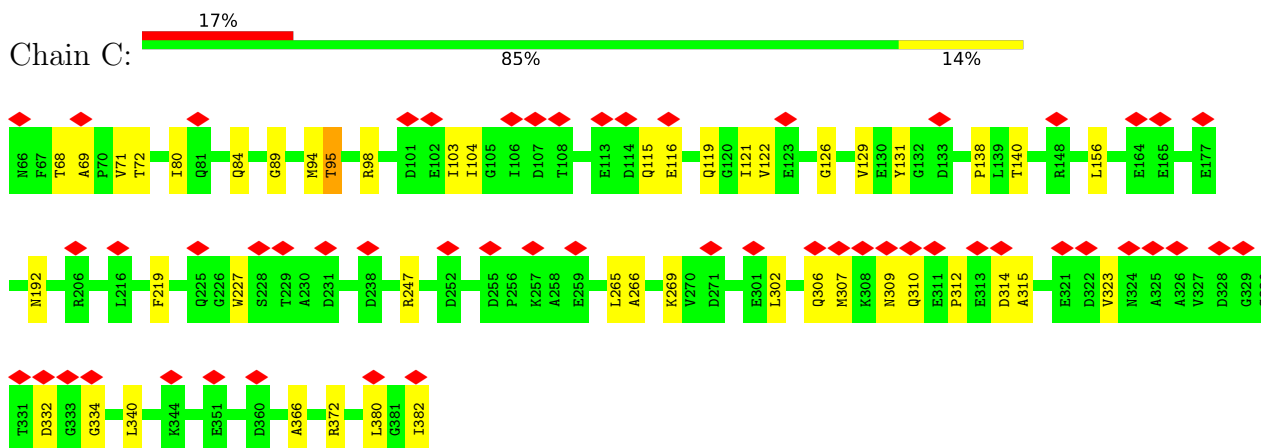 17%
Chain C:
85% 14%
N66 F67 T68 A69 P70 V71 T72 I80 Q81 Q84 G89 M94 T95 R98 D101 E102 I103 I104 G105 I106 D107 T108 E113 D114 Q115 E116 Q119 G120 I121 V122 E123 G126 V129 E130 Y131 G132 D133 P138 L139 T140 R148 L156 E164 E165 E177
N192 R206 L216 F219 Q225 G226 W227 S228 T229 A230 D231 D238 R247 D252 D255 P256 K257 A258 E259 L265 A266 K269 V270 D271 E301 L302 Q306 M307 K308 N309 Q310 E311 P312 E313 D314 A315 E321 D322 V323 N324 A325 A326 V327 D328 G329
T331 D332 G333 G334 L340 K344 E351 D360 A366 R372 L380 G381 I382